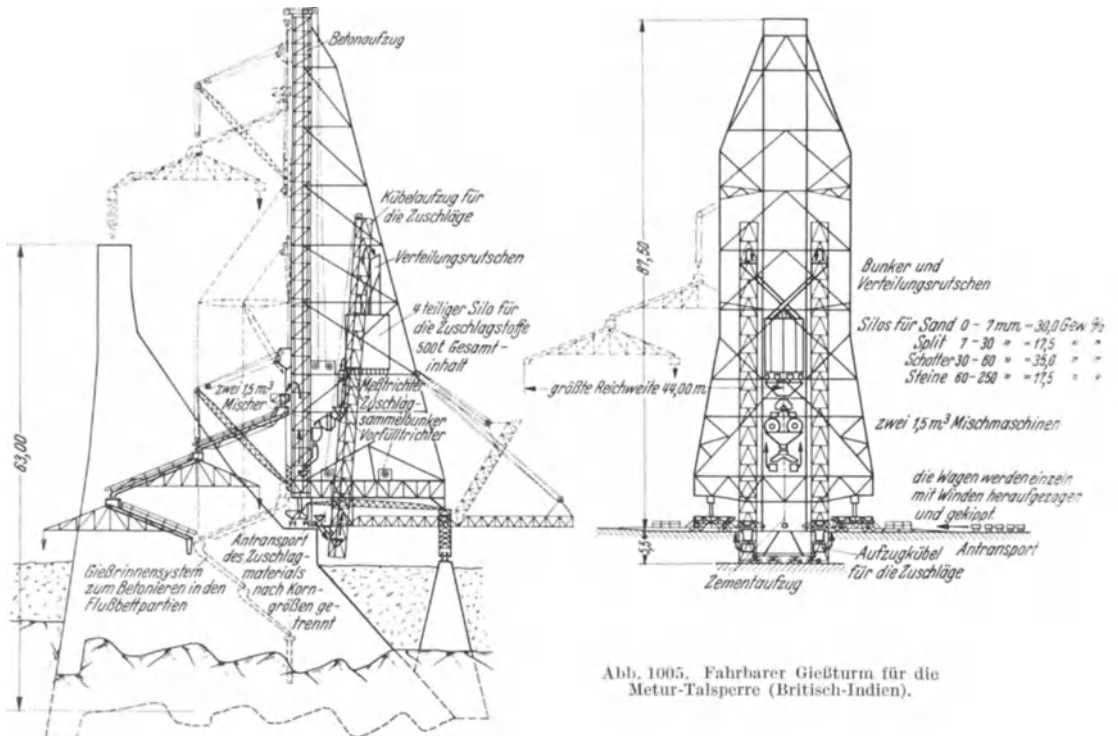 Betonaufzug
Kübelaufzug für
die Zuschläge
Verteilungsrutschen
4 teiliger Silo für
die Zuschlagstoffe
500t Gesamt-
inhalt
zwei 1,5 m³
Mischer
Meßtrichter
Zuschlag-
sammelbunker
Vorfülltrichter
63,00
Gießrinnensystem
zum Betonieren in den
Flußbettpartien
Antransport
des Zuschlag-
materials
nach Korn-
größen ge-
trennt
87,50
5,5
größte Reichweite 44,00 m.
Bunker und
Verteilungsrutschen
Silos für Sand 0 - 7 mm. = 30,0 Gew. %
Split 7 - 30 " = 17,5 " "
Schotter 30 - 60 " = 35,0 " "
Steine 60 - 250 " = 17,5 " "
zwei 1,5 m³ Mischmaschinen
die Wagen werden einzeln
mit Winden heraufgezogen
und gekippt.
Antransport
Aufzugkübel
für die Zuschläge
Zementaufzug
Abb. 1005. Fahrbarer Gießturm für die
Metur-Talsperre (Britisch-Indien).